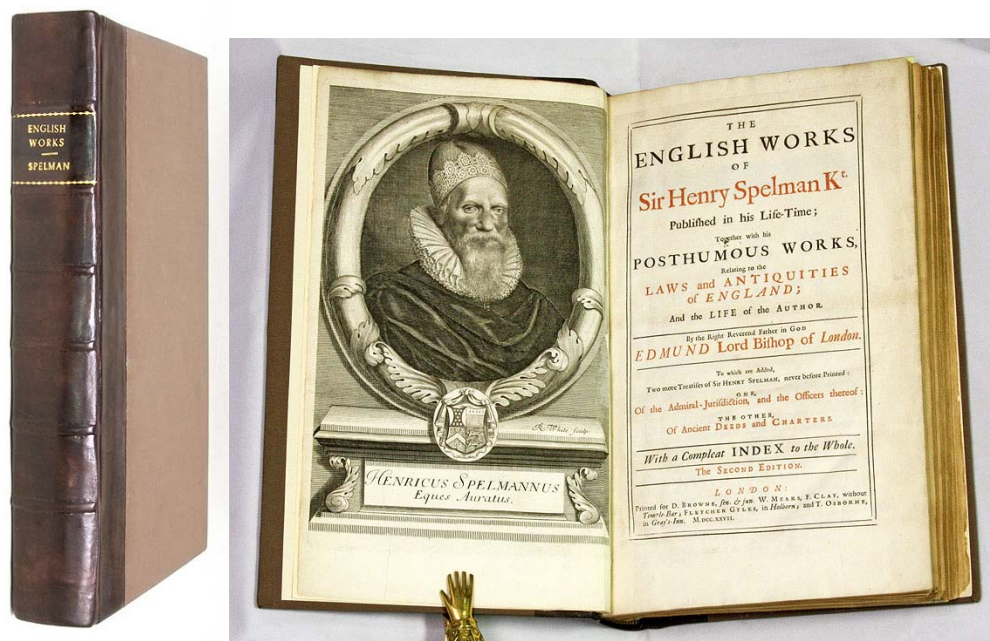 ENGLISH
WORKS
SPELMAN
R. White sculp.
HENRICUS SPELMANNUS
Eques Auratus.
THE
ENGLISH WORKS
OF
Sir Henry Spelman Kt.
Publiſhed in his Life-Time;
Together with his
POSTHUMOUS WORKS,
Relating to the
LAWS and ANTIQUITIES
of ENGLAND;
And the LIFE of the AUTHOR.
By the Right Reverend Father in GOD
EDMUND Lord Biſhop of London.
To which are Added,
Two more Treatiſes of Sir HENRY SPELMAN, never before Printed:
ONE,
Of the Admiral-Juriſdiction, and the Officers thereof:
THE OTHER,
Of Ancient DEEDS and CHARTERS.
With a Compleat INDEX to the Whole.
The SECOND EDITION.
LONDON:
Printed for D. BROWNE, ſen. & jun. W. MEARS, F. CLAY, without
Temple-Bar; FLETCHER GYLES, in Holborn; and T. OSBORNE,
in Gray's-Inn. M.DCC.XXVII.